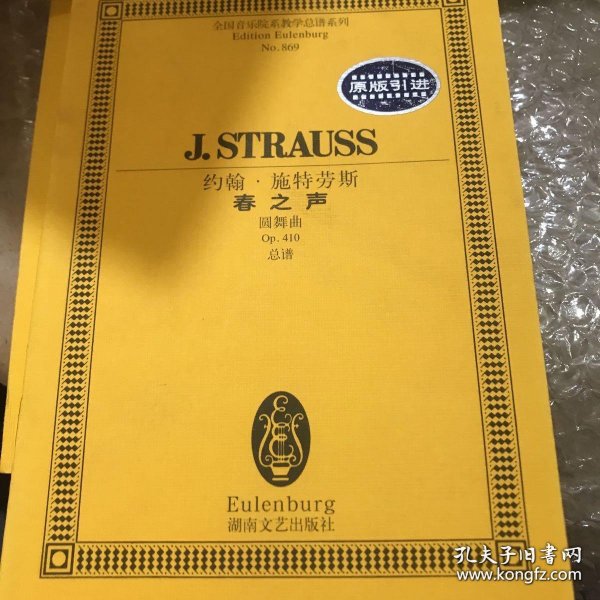 全国音乐院系教学总谱系列
Edition Eulenburg
No. 869
原版引进
J. STRAUSS
约翰·施特劳斯
春之声
圆舞曲
Op. 410
总谱
Eulenburg
湖南文艺出版社
孔夫子旧书网
www.kongfz.com